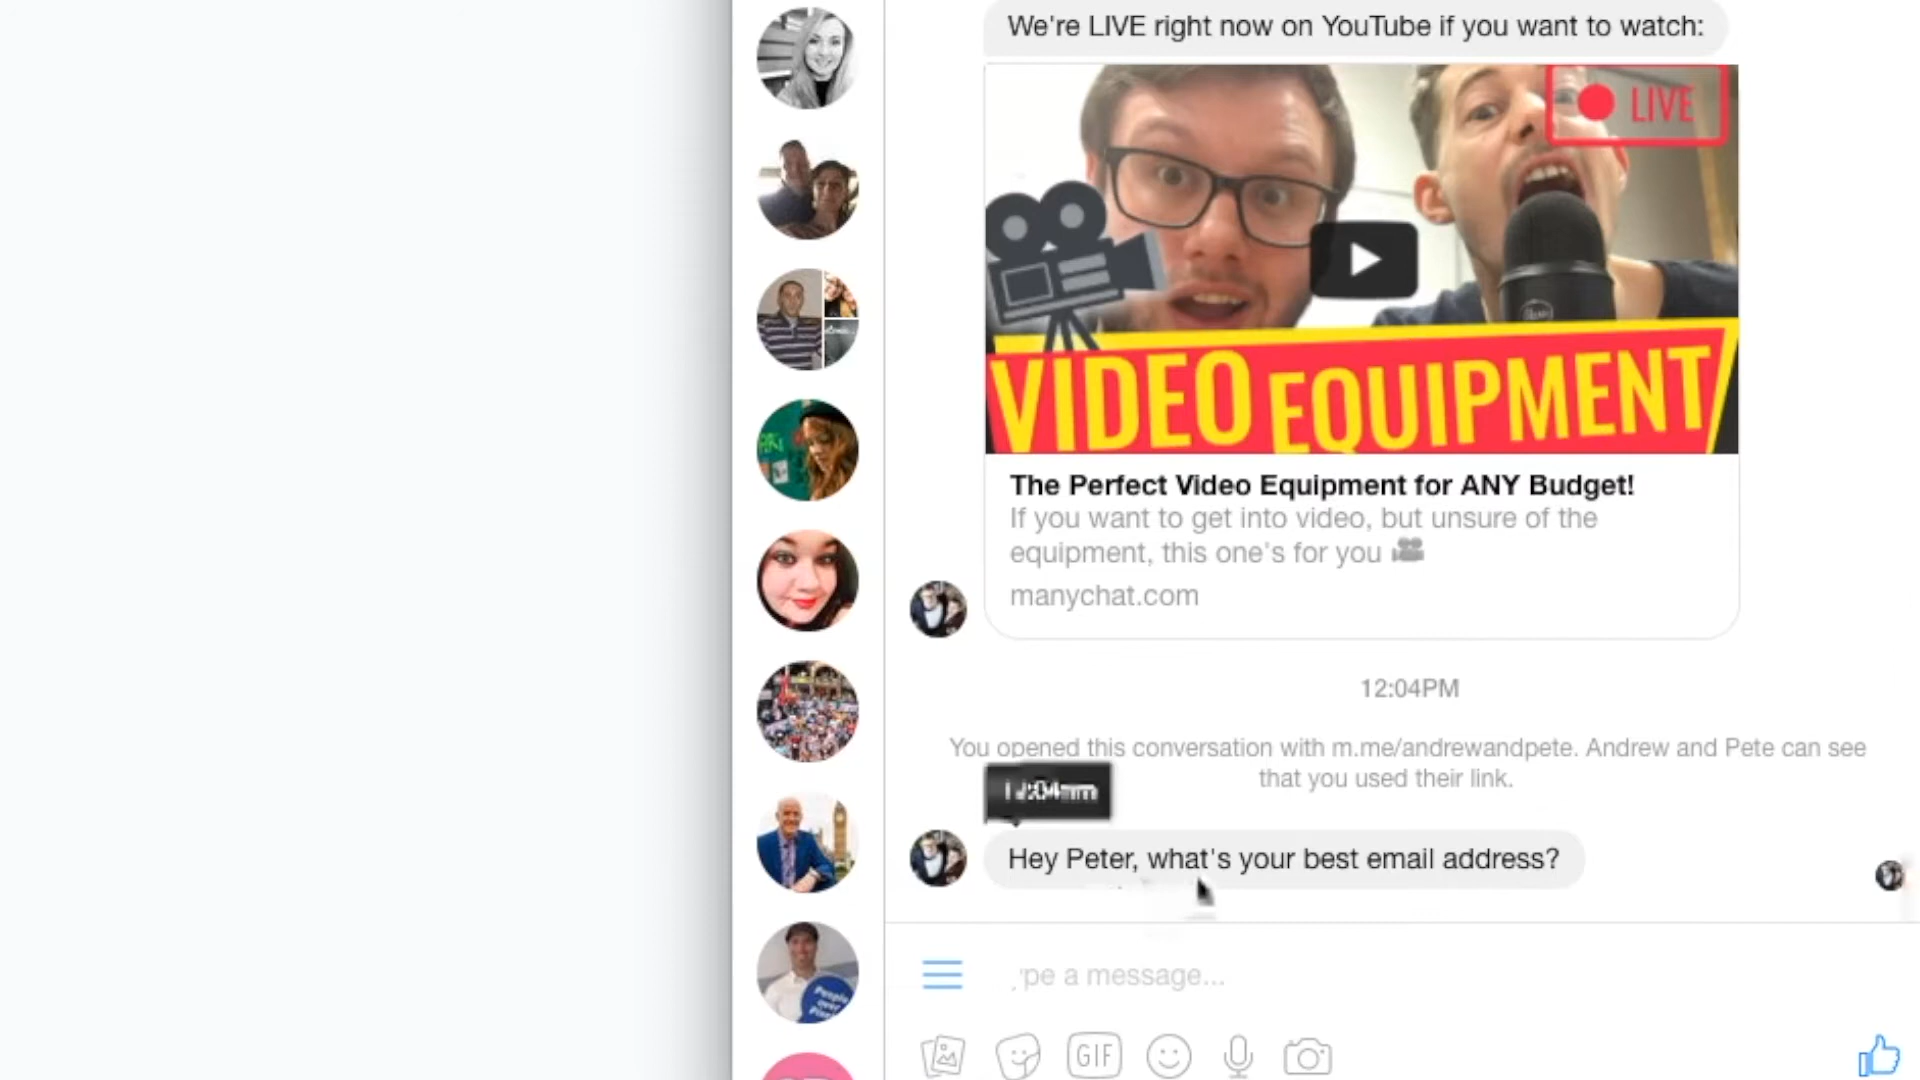 We're LIVE right now on YouTube if you want to watch:
LIVE
VIDEO EQUIPMENT
The Perfect Video Equipment for ANY Budget!
If you want to get into video, but unsure of the
equipment, this one's for you
manychat.com
12:04PM
You opened this conversation with m.me/andrewandpete. Andrew and Pete can see
that you used their link.
Hey Peter, what's your best email address?
pe a message...
GIF
People
over